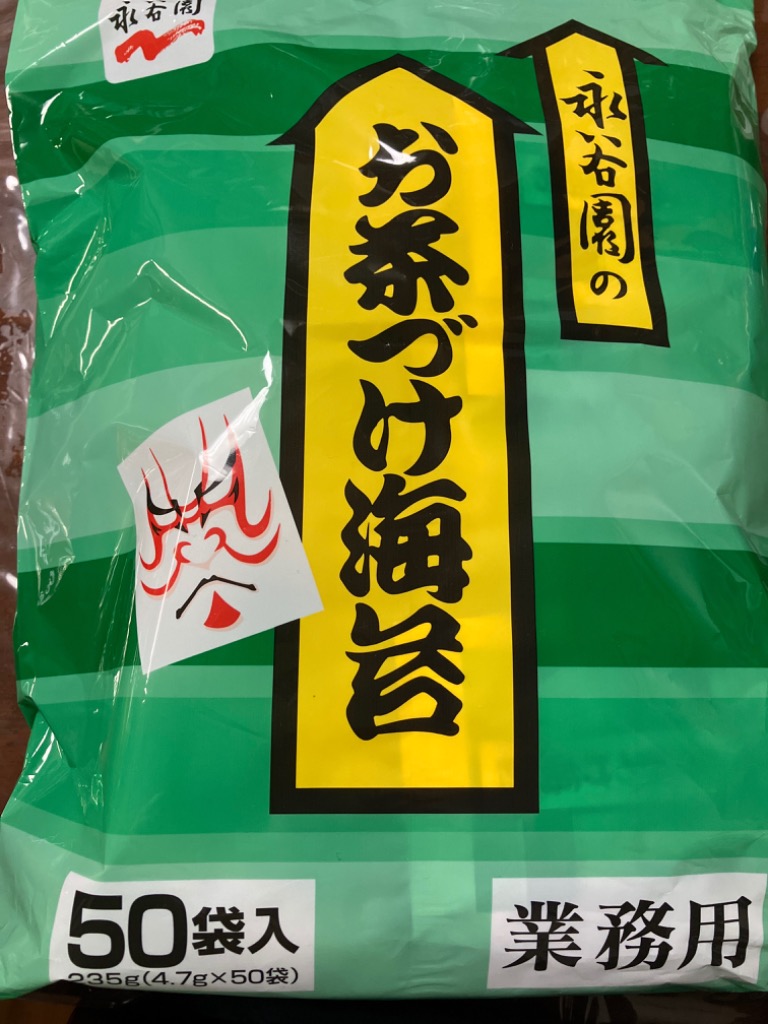 永谷園
永谷園の
お茶づけ海苔
50袋入
235g(4.7g×50袋)
業務用